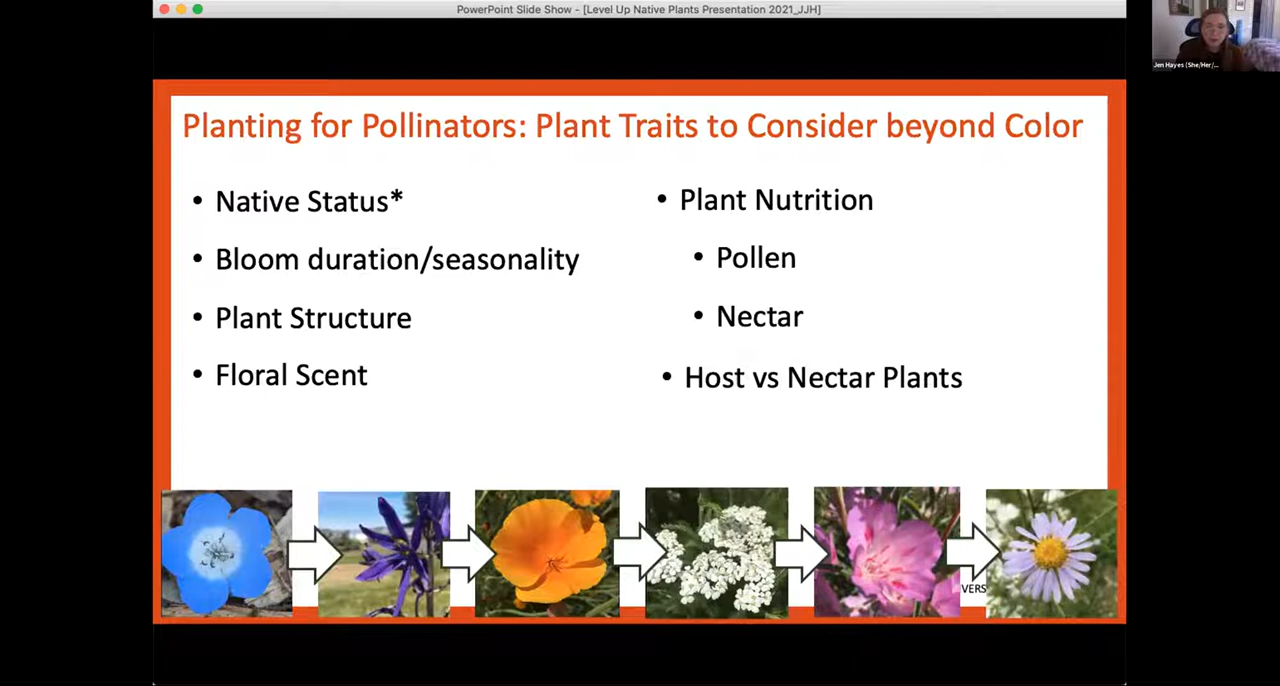 PowerPoint Slide Show - [Level Up Native Plants Presentation 2021_JJH]
Jen Hayes (She/Her/...
Planting for Pollinators: Plant Traits to Consider beyond Color
• Native Status*
• Bloom duration/seasonality
• Plant Structure
• Floral Scent
• Plant Nutrition
• Pollen
• Nectar
• Host vs Nectar Plants
VERS